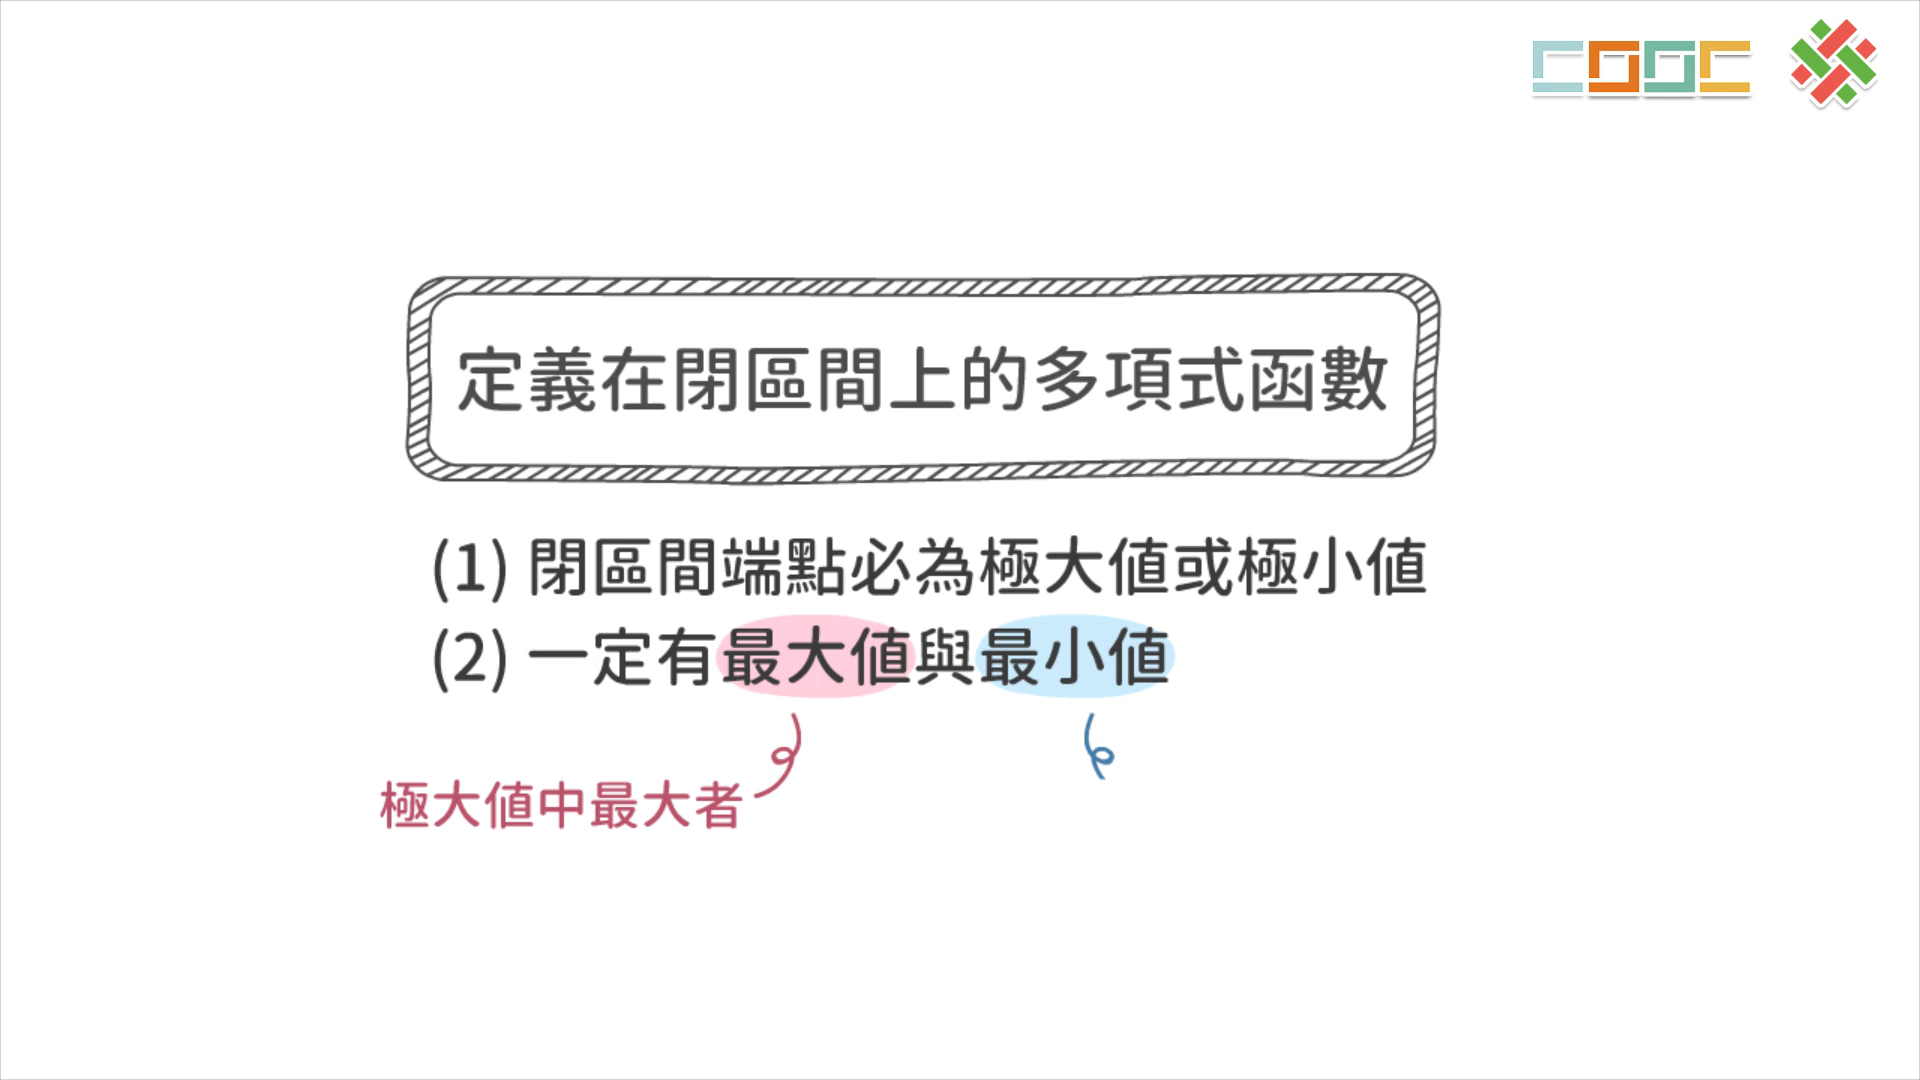 COOC
定義在閉區間上的多項式函數
(1) 閉區間端點必為極大值或極小值
(2) 一定有最大值與最小值
極大值中最大者